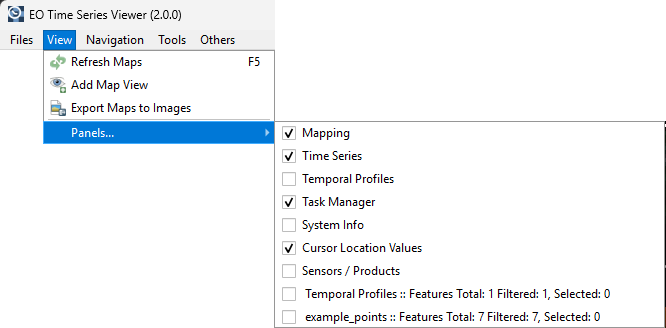 EO Time Series Viewer (2.0.0)
Files View Navigation Tools Others
Refresh Maps F5
Add Map View
Export Maps to Images
Panels...
Mapping
Time Series
Temporal Profiles
Task Manager
System Info
Cursor Location Values
Sensors / Products
Temporal Profiles :: Features Total: 1 Filtered: 1, Selected: 0
example_points :: Features Total: 7 Filtered: 7, Selected: 0